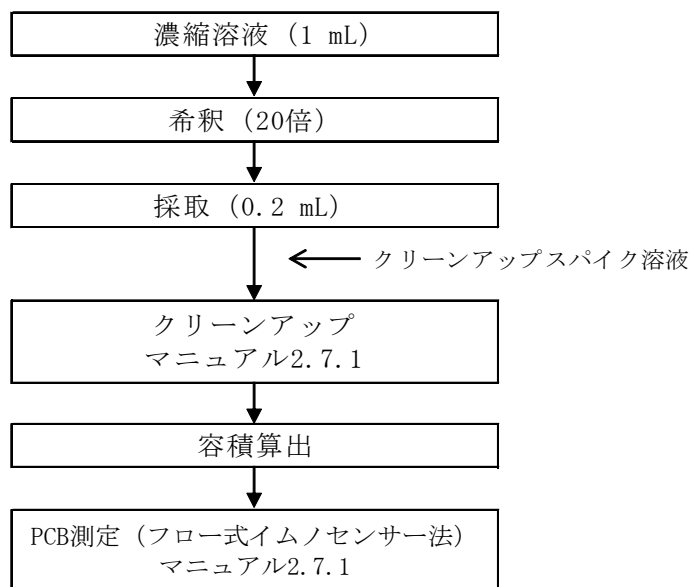 濃縮溶液 (1 mL)
希釈 (20倍)
採取 (0.2 mL)
クリーンアップスパイク溶液
クリーンアップ
マニュアル2.7.1
容積算出
PCB測定 (フロー式イムノセンサー法)
マニュアル2.7.1